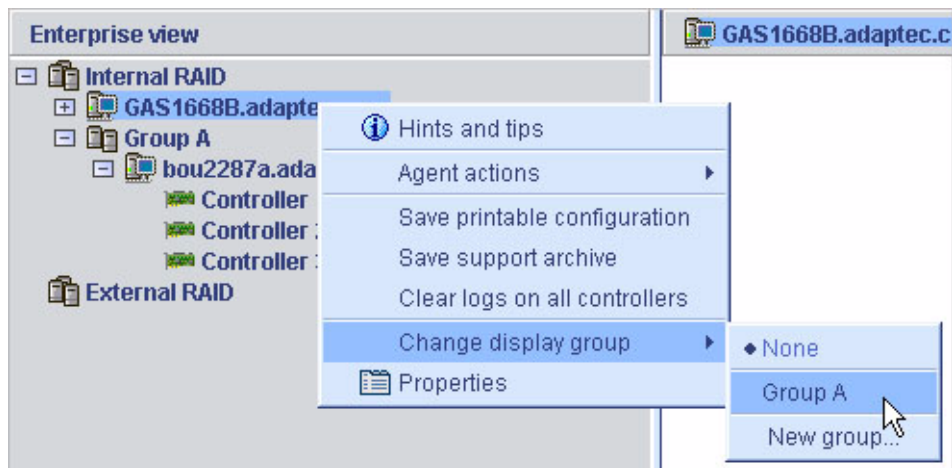 Enterprise view
GAS1668B.adaptec.c
Internal RAID
GAS1668B.adapte
Group A
bou2287a.ada
Controller
Controller
Controller
External RAID
Hints and tips
Agent actions
Save printable configuration
Save support archive
Clear logs on all controllers
Change display group
Properties
None
Group A
New group...